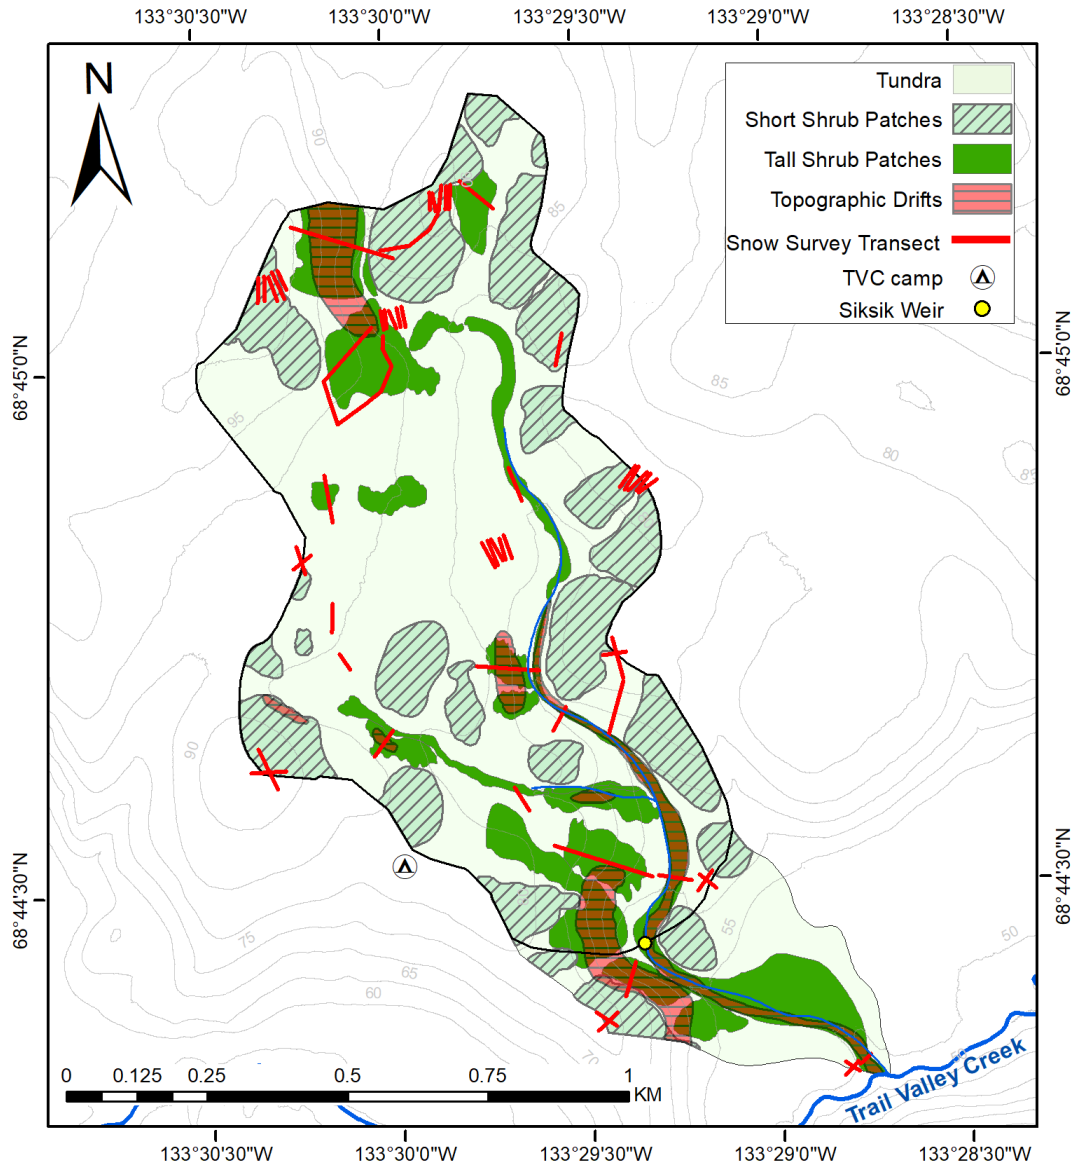 133°30'30"W 133°30'0"W 133°29'30"W 133°29'0"W 133°28'30"W
N
Tundra
Short Shrub Patches
Tall Shrub Patches
Topographic Drifts
Snow Survey Transect
TVC camp
Siksik Weir
90
85
68°45'0"N
68°45'0"N
85
95
80
85
90
68°44'30"N
68°44'30"N
55
50
75
65
60
70
0 0.125 0.25 0.5 0.75 1
KM
Trail Valley Creek
133°30'30"W 133°30'0"W 133°29'30"W 133°29'0"W 133°28'30"W